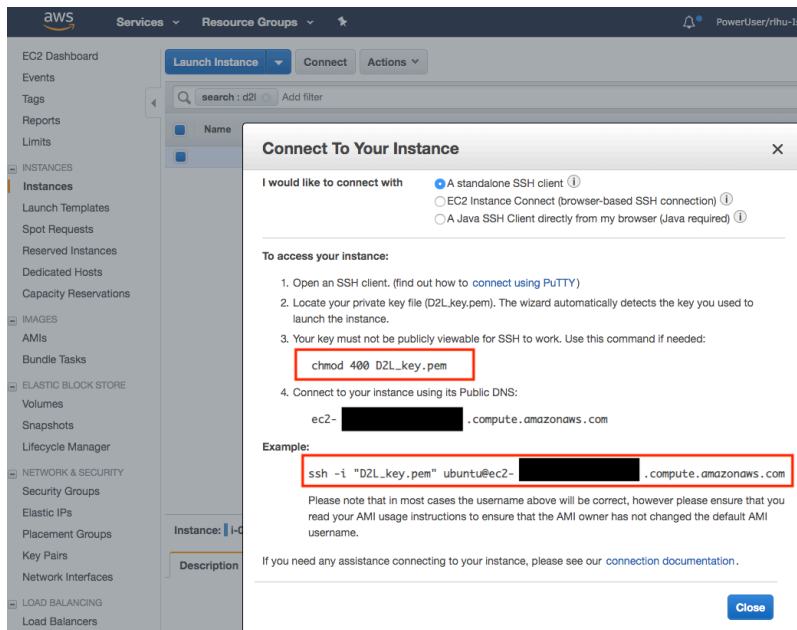 aws Services Resource Groups PowerUser/rlhu-Is
EC2 Dashboard
Events
Tags
Reports
Limits
INSTANCES
Instances
Launch Templates
Spot Requests
Reserved Instances
Dedicated Hosts
Capacity Reservations
IMAGES
AMIs
Bundle Tasks
ELASTIC BLOCK STORE
Volumes
Snapshots
Lifecycle Manager
NETWORK & SECURITY
Security Groups
Elastic IPs
Placement Groups
Key Pairs
Network Interfaces
LOAD BALANCING
Load Balancers
Launch Instance Connect Actions
search : d2l Add filter
Name
Connect To Your Instance
I would like to connect with A standalone SSH client
EC2 Instance Connect (browser-based SSH connection)
A Java SSH Client directly from my browser (Java required)
To access your instance:
1. Open an SSH client. (find out how to connect using PuTTY)
2. Locate your private key file (D2L_key.pem). The wizard automatically detects the key you used to
launch the instance.
3. Your key must not be publicly viewable for SSH to work. Use this command if needed:
chmod 400 D2L_key.pem
4. Connect to your instance using its Public DNS:
ec2- .compute.amazonaws.com
Example:
ssh -i "D2L_key.pem" ubuntu@ec2- .compute.amazonaws.com
Please note that in most cases the username above will be correct, however please ensure that you
read your AMI usage instructions to ensure that the AMI owner has not changed the default AMI
username.
If you need any assistance connecting to your instance, please see our connection documentation.
Close
Instance: i-0
Description